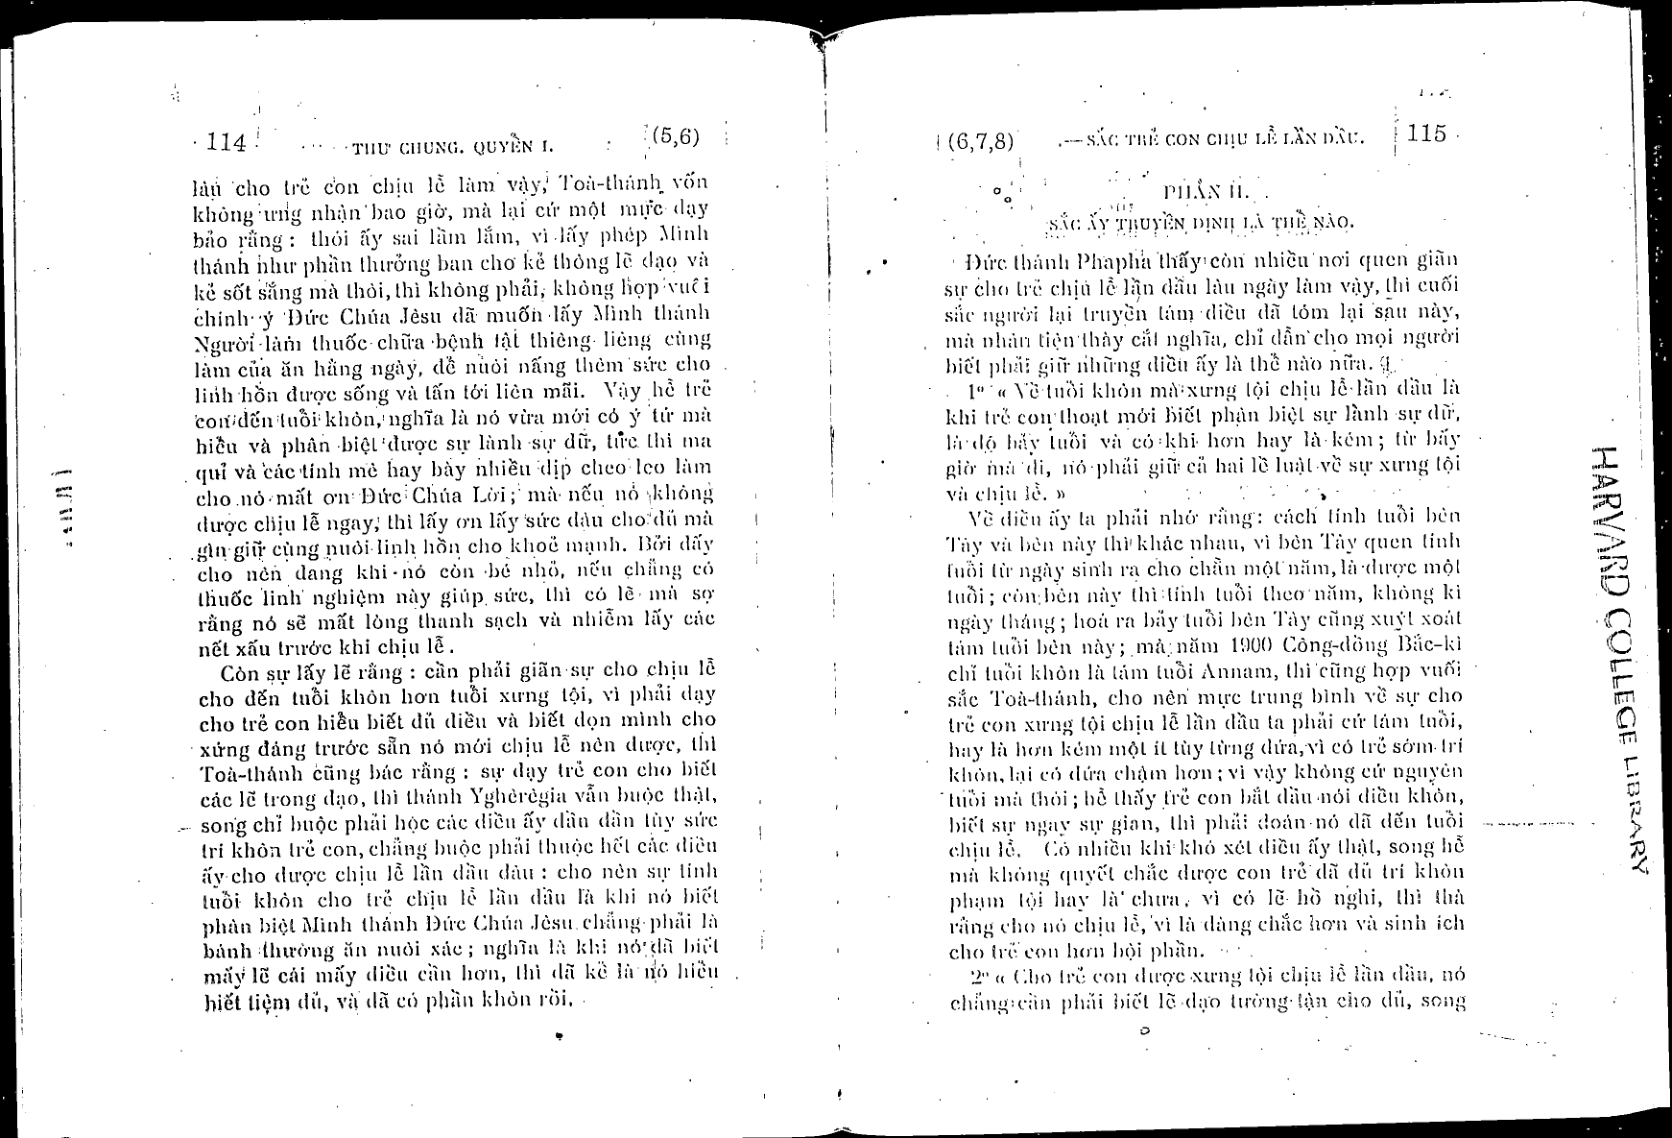 114 THƯ CHUNG. QUYỂN I. (5,6)
lận cho trẻ con chịu lễ làm vậy, Toà-thánh vốn
không ưng nhận bao giờ, mà lại cứ một mực dạy
bảo rằng : thói ấy sai lầm lắm, vì lấy phép Mình
thánh như phần thưởng ban cho kẻ thông lẽ đạo và
kẻ sốt sắng mà thôi, thì không phải, không hợp vuối
chính ý Đức Chúa Jêsu đã muốn lấy Mình thánh
Người làm thuốc chữa bệnh tật thiêng liêng cùng
làm của ăn hằng ngày, để nuôi nấng thêm sức cho
linh hồn được sống và tấn tới liên mãi. Vậy hễ trẻ
con đến tuổi khôn, nghĩa là nó vừa mới có ý tứ mà
hiểu và phân biệt được sự lành sự dữ, tức thì ma
quỉ và các tính mê hay bày nhiều dịp cheo leo làm
cho nó mất ơn Đức Chúa Lời ; mà nếu nó không
được chịu lễ ngay, thì lấy ơn lấy sức đâu cho đủ mà
gìn giữ cùng nuôi linh hồn cho khoẻ mạnh. Bởi đấy
cho nên đang khi nó còn bé nhỏ, nếu chẳng có
thuốc linh nghiệm này giúp sức, thì có lẽ mà sợ
rằng nó sẽ mất lòng thanh sạch và nhiễm lấy các
nết xấu trước khi chịu lễ.
Còn sự lấy lẽ rằng : cần phải giãn sự cho chịu lễ
cho đến tuổi khôn hơn tuổi xưng tội, vì phải dạy
cho trẻ con hiểu biết đủ điều và biết dọn mình cho
xứng đáng trước sẵn nó mới chịu lễ nên được, thì
Toà-thánh cũng bác rằng : sự dạy trẻ con cho biết
các lẽ trong đạo, thì thánh Yghêrêgia vẫn buộc thật,
song chỉ buộc phải học các điều ấy dần dần tùy sức
trí khôn trẻ con, chẳng buộc phải thuộc hết các điều
ấy cho được chịu lễ lần đầu đâu : cho nên sự tính
tuổi khôn cho trẻ chịu lễ lần đầu là khi nó biết
phân biệt Mình thánh Đức Chúa Jêsu chẳng phải là
bánh thường ăn nuôi xác ; nghĩa là khi nó đã biết
mấy lẽ cái mấy điều cần hơn, thì đã kể là nó hiểu
biết tiệm đủ, và đã có phần khôn rồi.
(6,7,8) —SẮC TRẺ CON CHỊU LỄ LẦN ĐẦU. 115
PHẦN II.
SẮC ẤY TRUYỀN ĐỊNH LÀ THỂ NÀO.
Đức thánh Phapha thấy còn nhiều nơi quen giãn
sự cho trẻ chịu lễ lần đầu lâu ngày làm vậy, thì cuối
sắc người lại truyền tám điều đã tóm lại sau này,
mà nhân tiện thày cắt nghĩa, chỉ dẫn cho mọi người
biết phải giữ những điều ấy là thể nào nữa.
1º « Về tuổi khôn mà xưng tội chịu lễ lần đầu là
khi trẻ con thoạt mới biết phân biệt sự lành sự dữ,
là độ bảy tuổi và có khi hơn hay là kém ; từ bấy
giờ mà đi, nó phải giữ cả hai lề luật về sự xưng tội
và chịu lễ. »
Về điều ấy ta phải nhớ rằng : cách tính tuổi bên
Tây và bên này thì khác nhau, vì bên Tây quen tính
tuổi từ ngày sinh ra cho chẵn một năm, là được một
tuổi ; còn bên này thì tính tuổi theo năm, không kì
ngày tháng ; hoá ra bảy tuổi bên Tây cũng xuýt xoát
tám tuổi bên này ; mà năm 1900 Công-đồng Bắc-kì
chỉ tuổi khôn là tám tuổi Annam, thì cũng hợp vuối
sắc Toà-thánh, cho nên mực trung bình về sự cho
trẻ con xưng tội chịu lễ lần đầu ta phải cứ tám tuổi,
hay là hơn kém một ít tùy từng đứa, vì có trẻ sớm trí
khôn, lại có đứa chậm hơn ; vì vậy không cứ nguyên
tuổi mà thôi ; hễ thấy trẻ con bắt đầu nói điều khôn,
biết sự ngay sự gian, thì phải đoán nó đã đến tuổi
chịu lễ. Có nhiều khi khó xét điều ấy thật, song hễ
mà không quyết chắc được con trẻ đã đủ trí khôn
phạm tội hay là chưa, vì có lẽ hồ nghi, thì thà
rằng cho nó chịu lễ, vì là đàng chắc hơn và sinh ích
cho trẻ con hơn bội phần.
2º « Cho trẻ con được xưng tội chịu lễ lần đầu, nó
chẳng cần phải biết lẽ đạo tường tận cho đủ, song
HARVARD COLLEGE LIBRARY